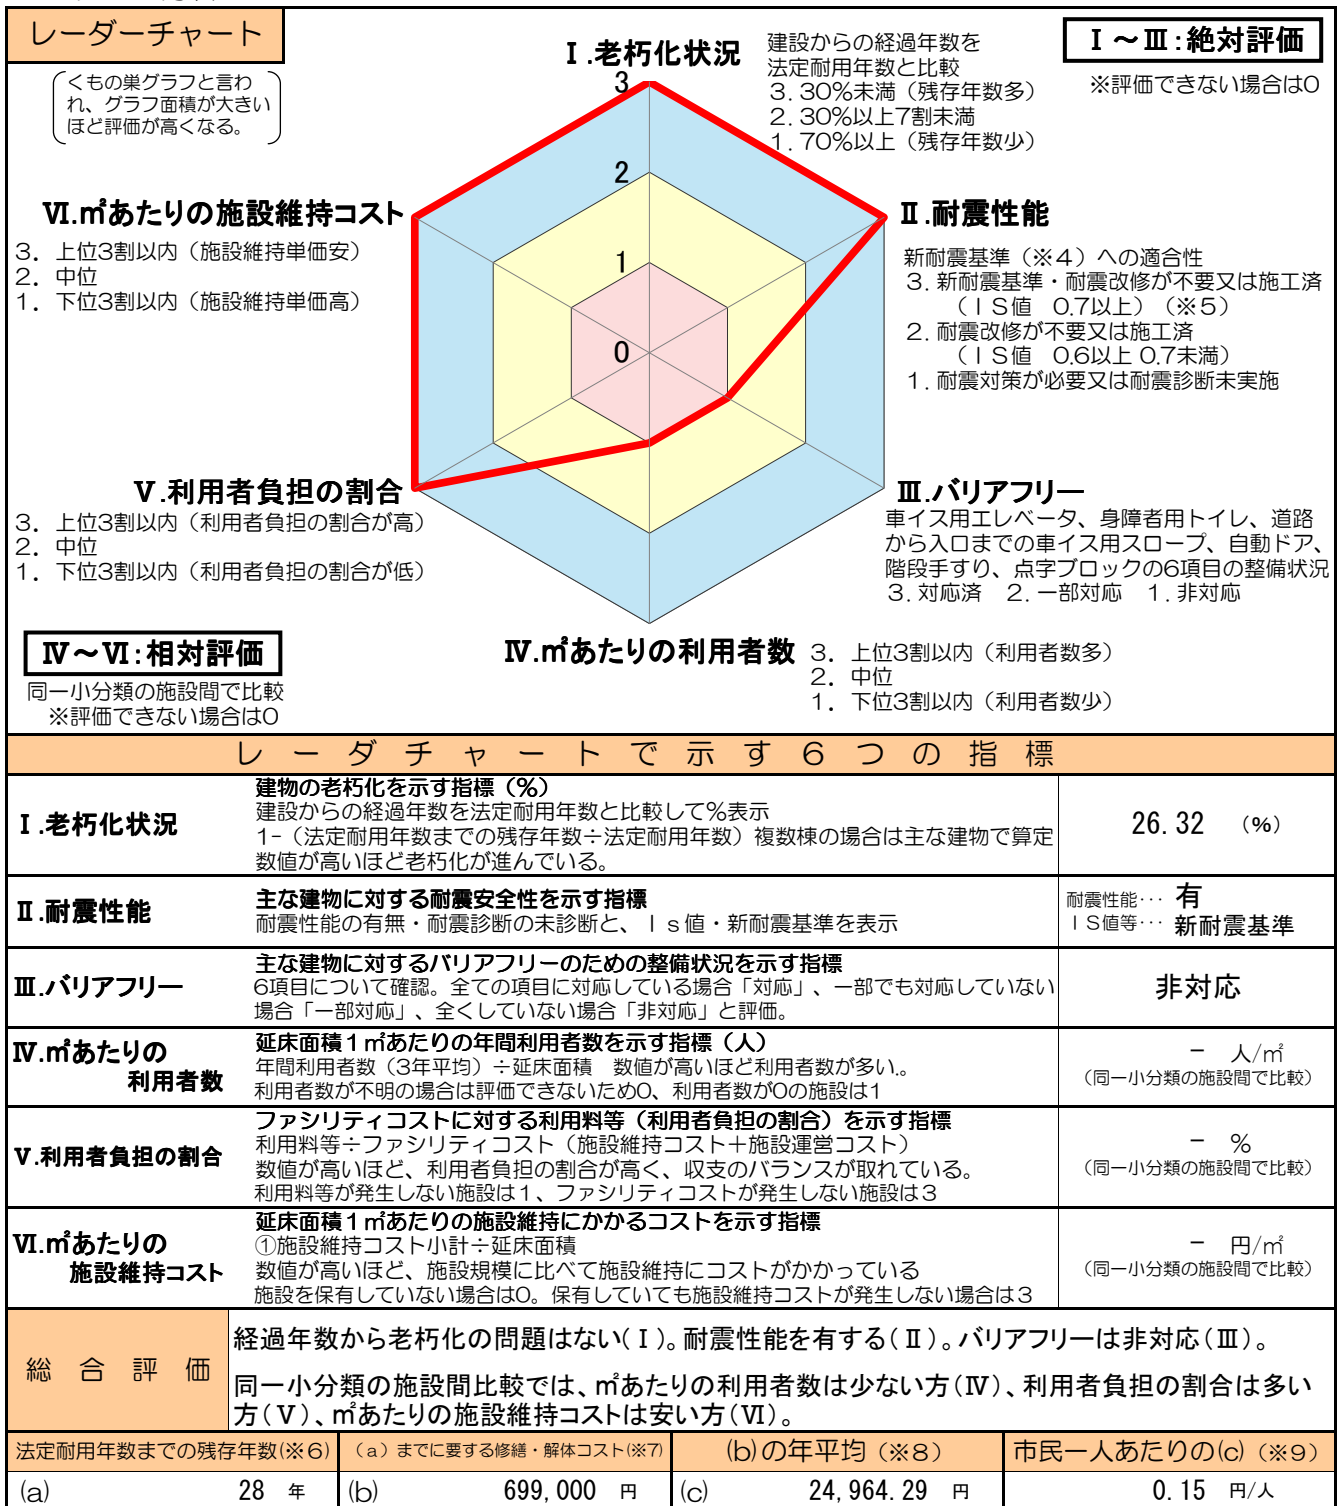 レーダーチャート
くもの巣グラフと言わ
れ、グラフ面積が大きい
ほど評価が高くなる。
Ⅰ.老朽化状況
建設からの経過年数を
法定耐用年数と比較
3. 30%未満（残存年数多）
2. 30%以上7割未満
1. 70%以上（残存年数少）
Ⅰ～Ⅲ:絶対評価
※評価できない場合は0
3
2
1
0
Ⅵ.㎡あたりの施設維持コスト
3. 上位3割以内（施設維持単価安）
2. 中位
1. 下位3割以内（施設維持単価高）
Ⅱ.耐震性能
新耐震基準（※4）への適合性
3. 新耐震基準・耐震改修が不要又は施工済
（ＩＳ値 0.7以上）（※5）
2. 耐震改修が不要又は施工済
（ＩＳ値 0.6以上 0.7未満）
1. 耐震対策が必要又は耐震診断未実施
Ⅴ.利用者負担の割合
3. 上位3割以内（利用者負担の割合が高）
2. 中位
1. 下位3割以内（利用者負担の割合が低）
Ⅲ.バリアフリー
車イス用エレベータ、身障者用トイレ、道路
から入口までの車イス用スロープ、自動ドア、
階段手すり、点字ブロックの6項目の整備状況
3. 対応済 2. 一部対応 1. 非対応
Ⅳ～Ⅵ:相対評価
同一小分類の施設間で比較
※評価できない場合は0
Ⅳ.㎡あたりの利用者数
3. 上位3割以内（利用者数多）
2. 中位
1. 下位3割以内（利用者数少）
レーダチャートで示す6つの指標
Ⅰ.老朽化状況
建物の老朽化を示す指標（%）
建設からの経過年数を法定耐用年数と比較して%表示
1-（法定耐用年数までの残存年数÷法定耐用年数）複数棟の場合は主な建物で算定
数値が高いほど老朽化が進んでいる。
26.32 （%）
Ⅱ.耐震性能
主な建物に対する耐震安全性を示す指標
耐震性能の有無・耐震診断の未診断と、Ｉｓ値・新耐震基準を表示
耐震性能… 有
ＩＳ値等… 新耐震基準
Ⅲ.バリアフリー
主な建物に対するバリアフリーのための整備状況を示す指標
6項目について確認。全ての項目に対応している場合「対応」、一部でも対応していない
場合「一部対応」、全くしていない場合「非対応」と評価。
非対応
Ⅳ.㎡あたりの
利用者数
延床面積１㎡あたりの年間利用者数を示す指標（人）
年間利用者数（3年平均）÷延床面積 数値が高いほど利用者数が多い。
利用者数が不明の場合は評価できないため0、利用者数が0の施設は1
－ 人/㎡
（同一小分類の施設間で比較）
Ⅴ.利用者負担の割合
ファシリティコストに対する利用料等（利用者負担の割合）を示す指標
利用料等÷ファシリティコスト（施設維持コスト＋施設運営コスト）
数値が高いほど、利用者負担の割合が高く、収支のバランスが取れている。
利用料等が発生しない施設は１、ファシリティコストが発生しない施設は３
－ %
（同一小分類の施設間で比較）
Ⅵ.㎡あたりの
施設維持コスト
延床面積１㎡あたりの施設維持にかかるコストを示す指標
①施設維持コスト小計÷延床面積
数値が高いほど、施設規模に比べて施設維持にコストがかかっている
施設を保有していない場合は0。保有していても施設維持コストが発生しない場合は３
－ 円/㎡
（同一小分類の施設間で比較）
総合評価
経過年数から老朽化の問題はない(Ⅰ)。耐震性能を有する(Ⅱ)。バリアフリーは非対応(Ⅲ)。
同一小分類の施設間比較では、㎡あたりの利用者数は少ない方(Ⅳ)、利用者負担の割合は多い
方(Ⅴ)、㎡あたりの施設維持コストは安い方(Ⅵ)。
法定耐用年数までの残存年数(※6)
（a）までに要する修繕・解体コスト(※7)
(b)の年平均（※8）
市民一人あたりの(c)（※9）
(a) 28 年
(b) 699,000 円
(c) 24,964.29 円
0.15 円/人